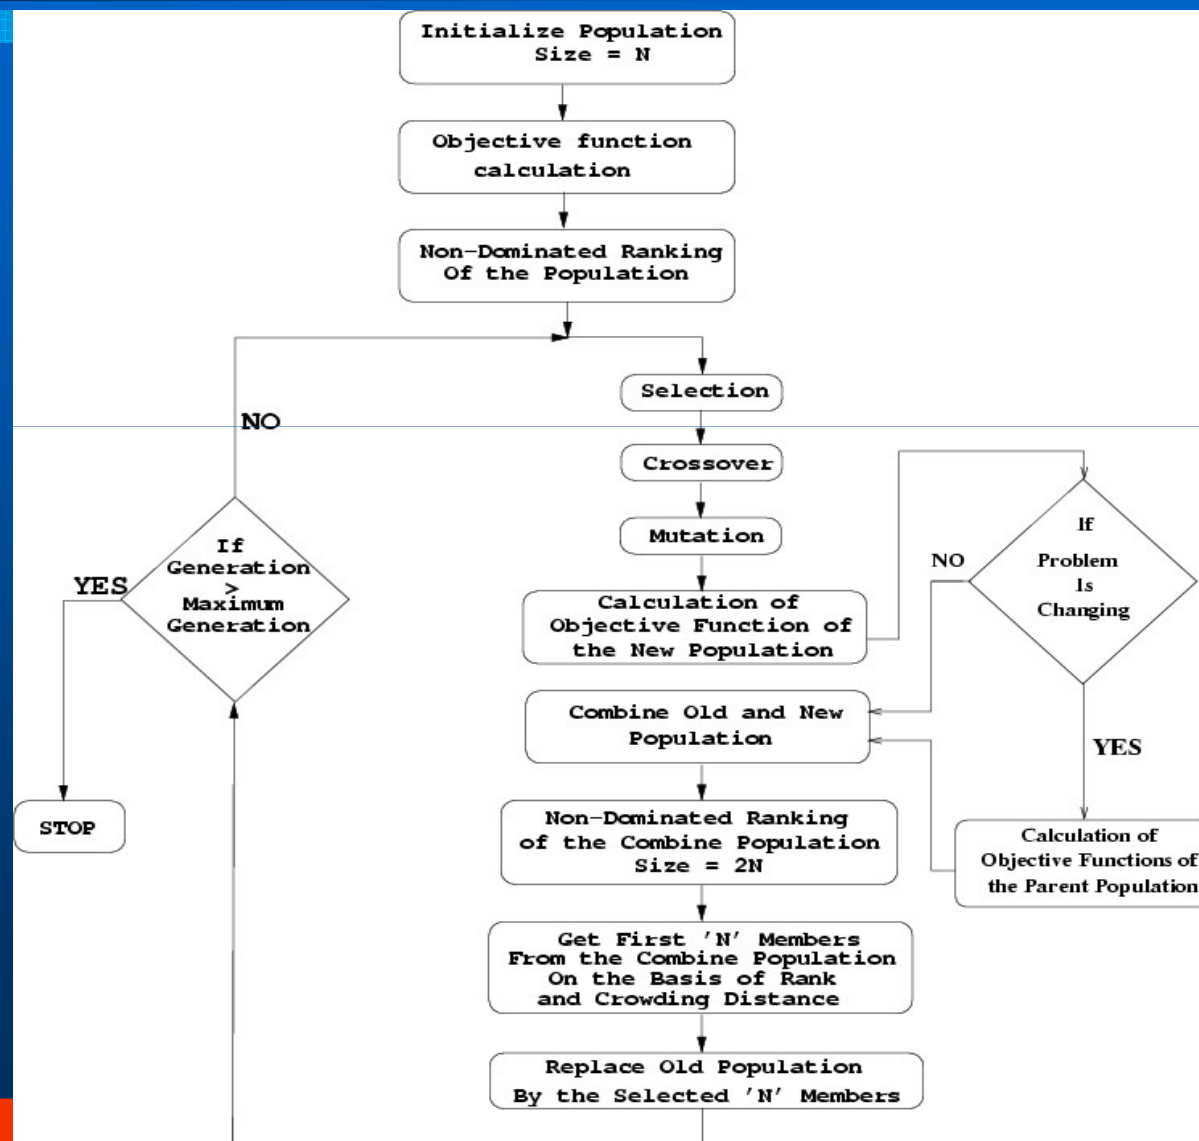 Initialize Population
Size = N
Objective function
calculation
Non-Dominated Ranking
Of the Population
Selection
NO
Crossover
Mutation
If
Generation
>
Maximum
Generation
YES
If
Problem
Is
Changing
NO
Calculation of
Objective Function of
the New Population
Combine Old and New
Population
YES
STOP
Non-Dominated Ranking
of the Combine Population
Size = 2N
Calculation of
Objective Functions of
the Parent Population
Get First 'N' Members
From the Combine Population
On the Basis of Rank
and Crowding Distance
Replace Old Population
By the Selected 'N' Members